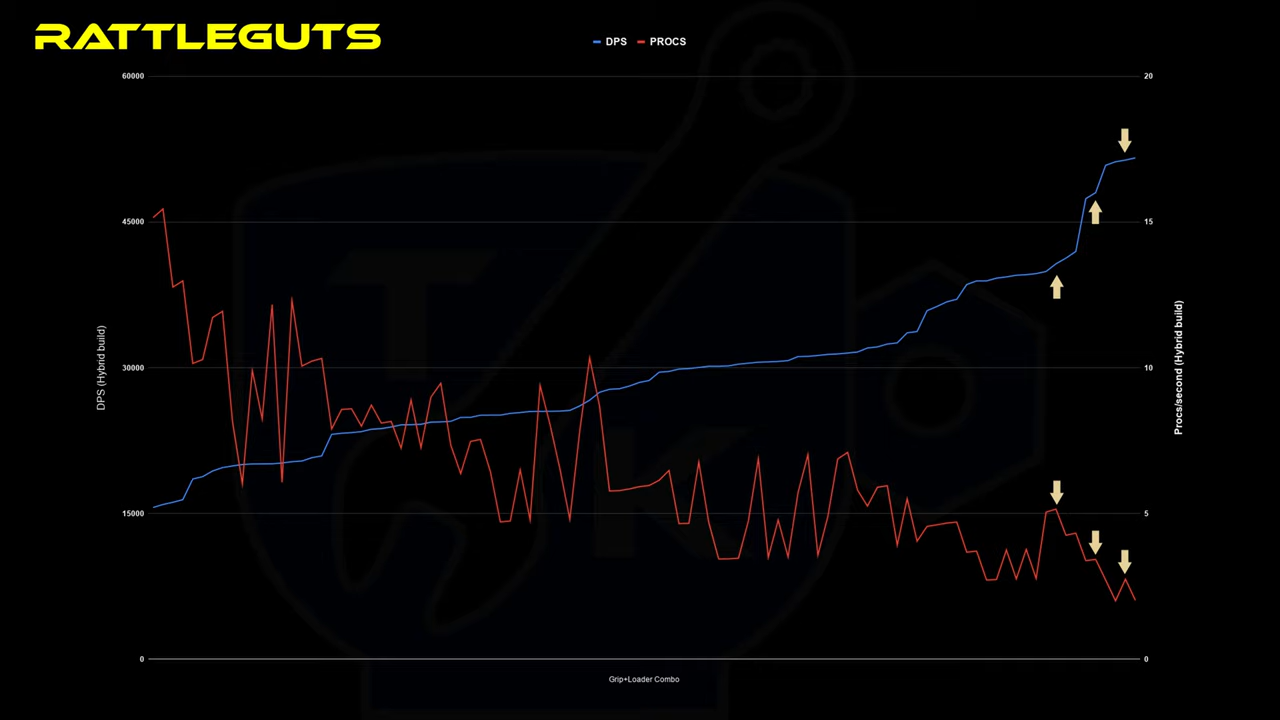 RATTLEGUTS
DPS PROCS
60000
45000
30000
15000
0
20
15
10
5
0
DPS (Hybrid build)
Procs/second (Hybrid build)
Grip+Loader Combo
T
K